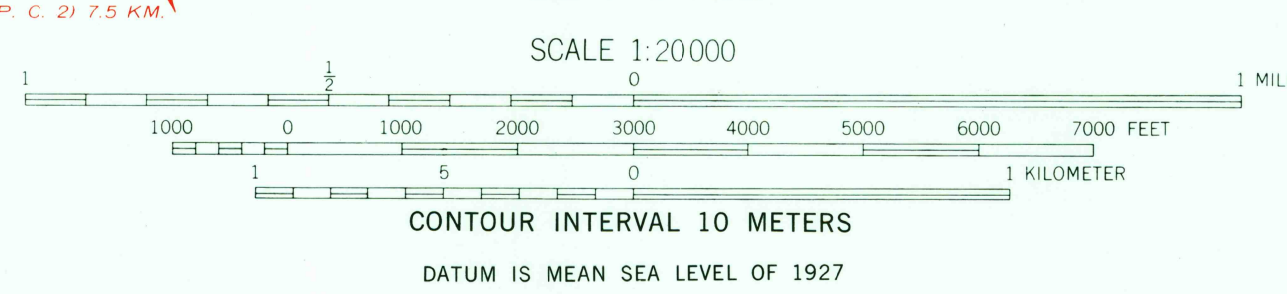 P. C. 2) 7.5 KM.
SCALE 1:20000
1 1/2 0 1 MIL
1000 0 1000 2000 3000 4000 5000 6000 7000 FEET
1 5 0 1 KILOMETER
CONTOUR INTERVAL 10 METERS
DATUM IS MEAN SEA LEVEL OF 1927